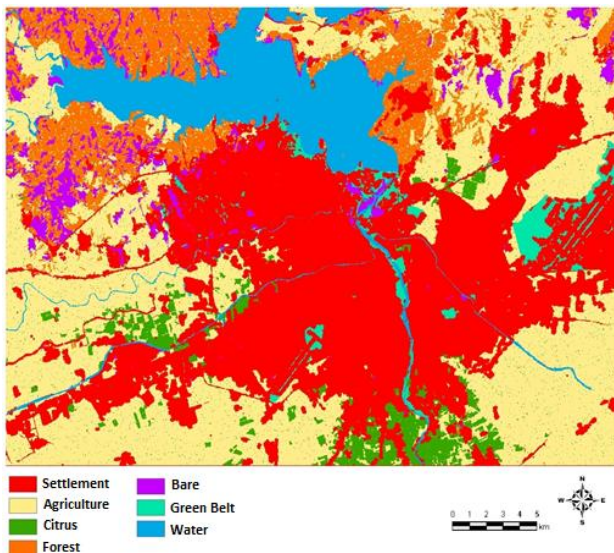 Settlement
Agriculture
Citrus
Forest
Bare
Green Belt
Water
N
W E
S
0 1 2 3 4 5
km